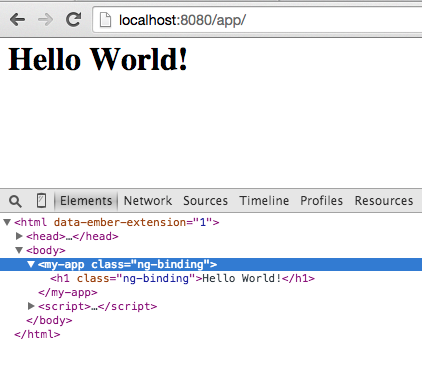 localhost:8080/app/
Hello World!
Elements Network Sources Timeline Profiles Resources
<html data-ember-extension="1">
<head>…</head>
<body>
<my-app class="ng-binding">
<h1 class="ng-binding">Hello World!</h1>
</my-app>
<script>…</script>
</body>
</html>